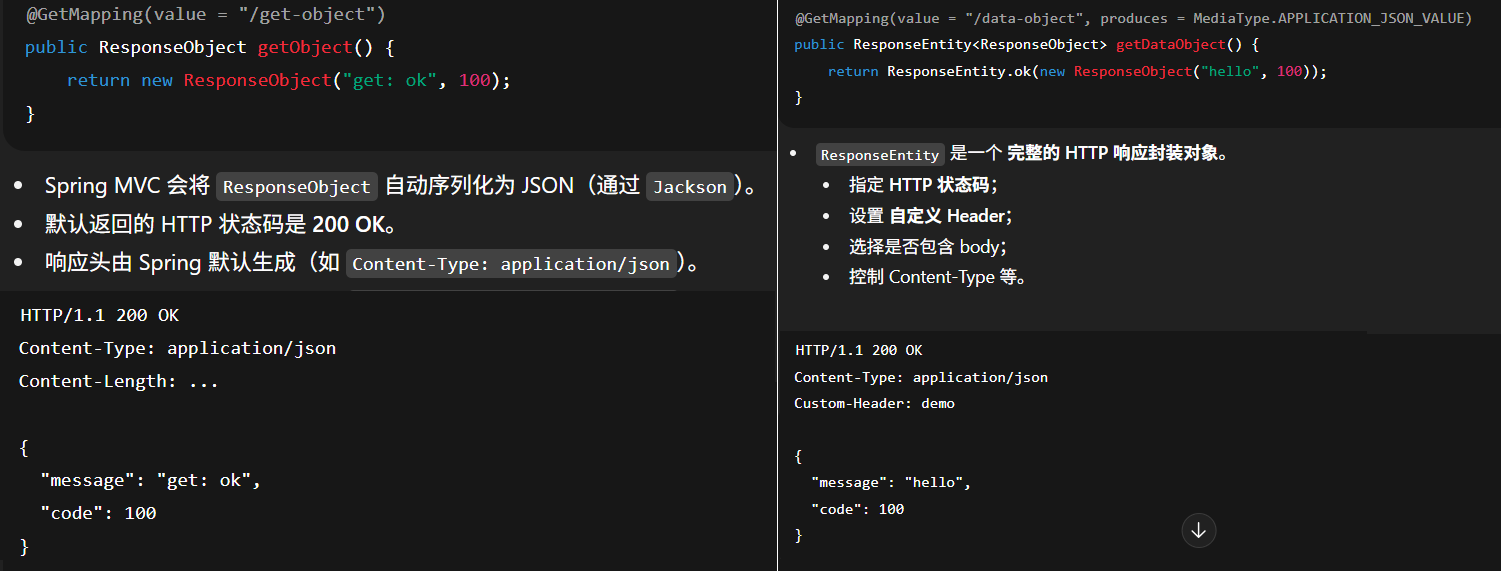 @GetMapping(value = "/get-object")
public ResponseObject getObject() {
    return new ResponseObject("get: ok", 100);
}
Spring MVC 会将 ResponseObject 自动序列化为 JSON（通过 Jackson）。
默认返回的 HTTP 状态码是 200 OK。
响应头由 Spring 默认生成（如 Content-Type: application/json）。
HTTP/1.1 200 OK
Content-Type: application/json
Content-Length: ...
{
  "message": "get: ok",
  "code": 100
}
@GetMapping(value = "/data-object", produces = MediaType.APPLICATION_JSON_VALUE)
public ResponseEntity<ResponseObject> getDataObject() {
    return ResponseEntity.ok(new ResponseObject("hello", 100));
}
ResponseEntity 是一个 完整的 HTTP 响应封装对象。
指定 HTTP 状态码；
设置 自定义 Header；
选择是否包含 body；
控制 Content-Type 等。
HTTP/1.1 200 OK
Content-Type: application/json
Custom-Header: demo
{
  "message": "hello",
  "code": 100
}